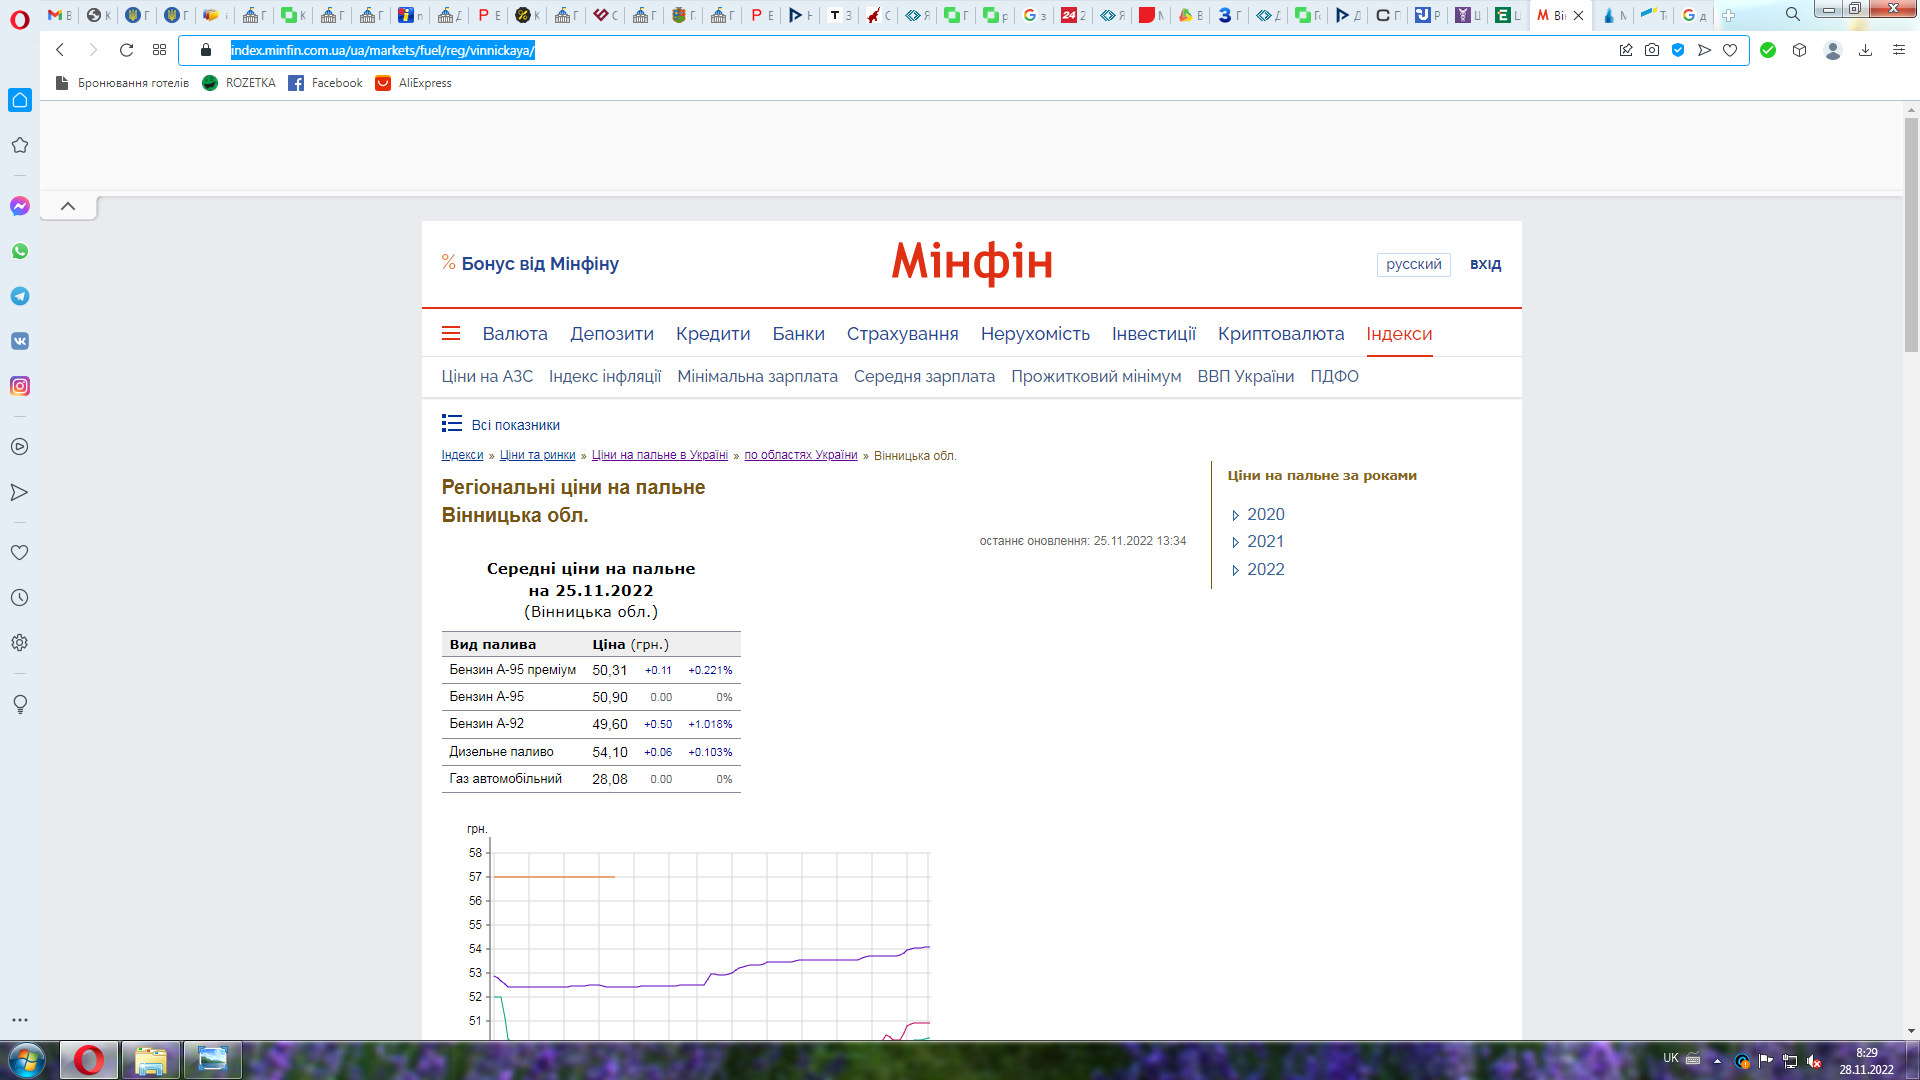 index.minfin.com.ua/ua/markets/fuel/reg/vinnickaya/
Бронювання готелів
ROZETKA
Facebook
AliExpress
% Бонус від Мінфіну
Мінфін
русский
ВХІД
Валюта
Депозити
Кредити
Банки
Страхування
Нерухомість
Інвестиції
Криптовалюта
Індекси
Ціни на АЗС
Індекс інфляції
Мінімальна зарплата
Середня зарплата
Прожитковий мінімум
ВВП України
ПДФО
Всі показники
Індекси » Ціни та ринки » Ціни на пальне в Україні » по областях України » Вінницька обл.
Регіональні ціни на пальне
Вінницька обл.
останнє оновлення: 25.11.2022 13:34
Ціни на пальне за роками
2020
2021
2022
Середні ціни на пальне
на 25.11.2022
(Вінницька обл.)
Вид палива Ціна (грн.)
Бензин А-95 преміум 50,31 +0.11 +0.221%
Бензин А-95 50,90 0.00 0%
Бензин А-92 49,60 +0.50 +1.018%
Дизельне паливо 54,10 +0.06 +0.103%
Газ автомобільний 28,08 0.00 0%
грн.
58
57
56
55
54
53
52
51
UK
8:29
28.11.2022